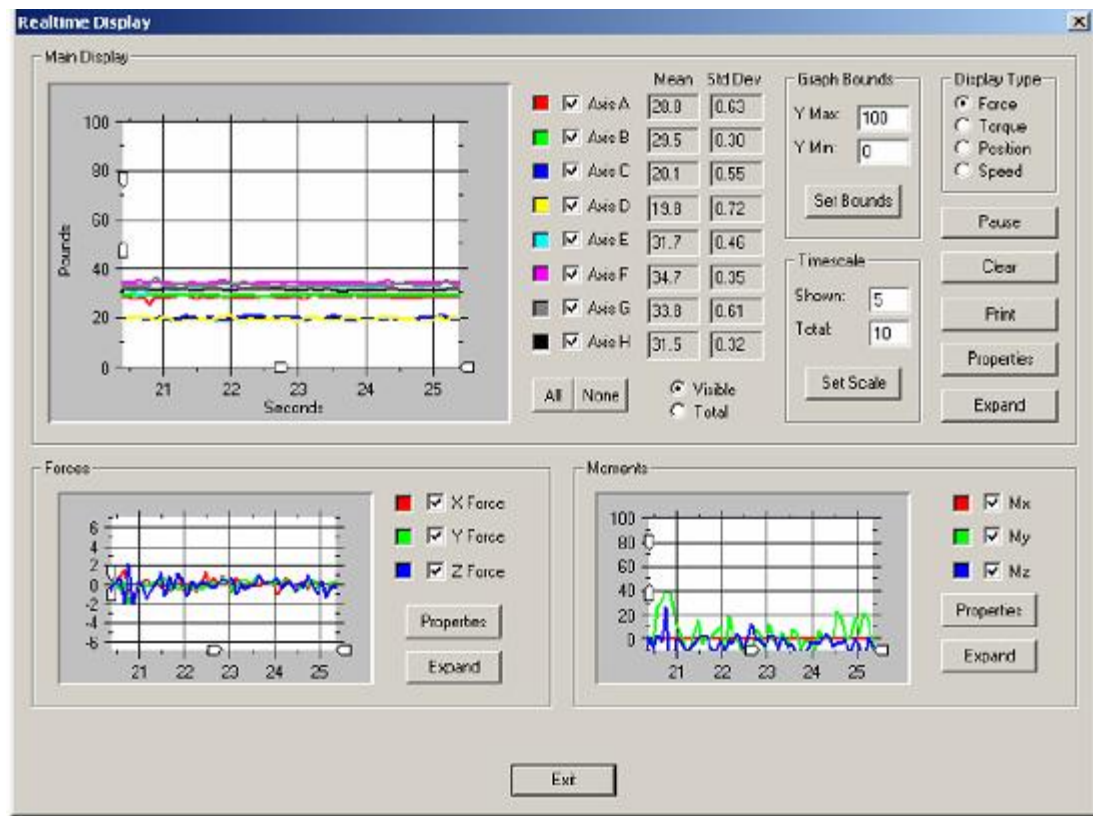 Realtime Display
Main Display
Mean Std Dev
Axis A 28.8 0.63
Axis B 29.5 0.30
Axis C 20.1 0.55
Axis D 19.8 0.72
Axis E 31.7 0.46
Axis F 34.7 0.35
Axis G 33.8 0.61
Axis H 31.5 0.32
All None
Visible
Total
Pounds
100
80
60
40
20
0
21 22 23 24 25
Seconds
Graph Bounds
Y Max: 100
Y Min: 0
Set Bounds
Timescale
Shown: 5
Total: 10
Set Scale
Display Type
Force
Torque
Position
Speed
Pause
Clear
Print
Properties
Expand
Forces
6
4
2
0
-2
-4
-6
21 22 23 24 25
X Force
Y Force
Z Force
Properties
Expand
Moments
100
80
60
40
20
0
21 22 23 24 25
Mx
My
Mz
Properties
Expand
Exit